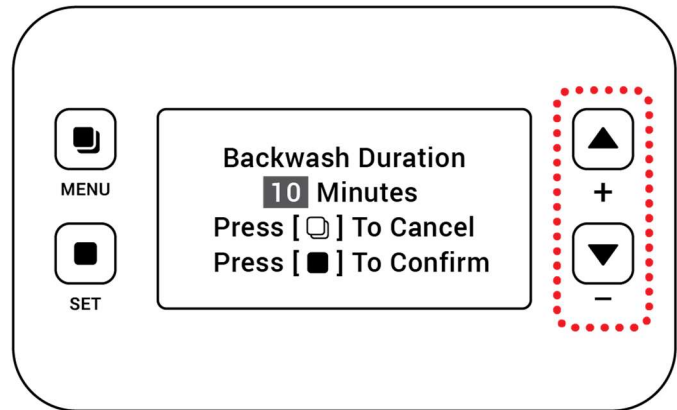 MENU
SET
Backwash Duration
10 Minutes
Press [ ] To Cancel
Press [ ] To Confirm
+
−